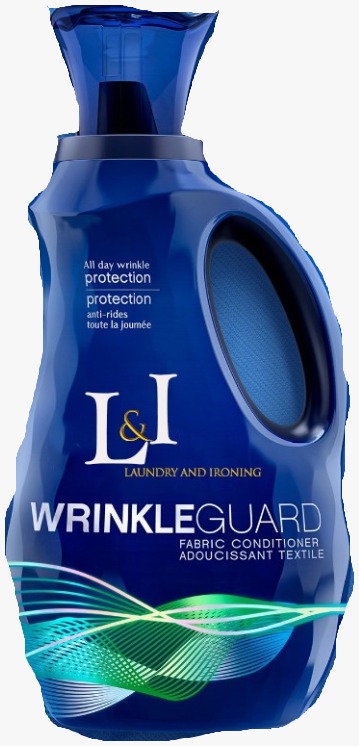 All day wrinkle
protection
protection
anti-rides
toute la journée
L&I
LAUNDRY AND IRONING
WRINKLEGUARD
FABRIC CONDITIONER
ADOUCISSANT TEXTILE